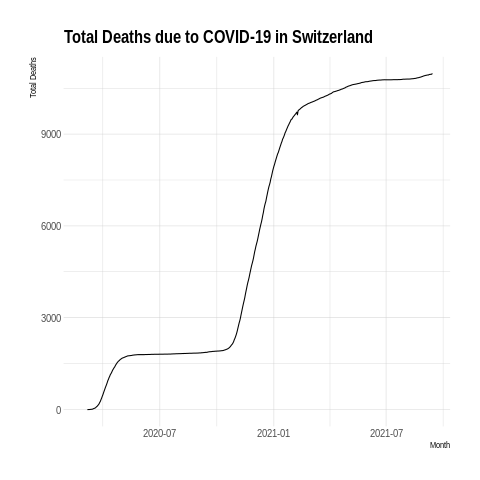 Total Deaths due to COVID-19 in Switzerland
Total Deaths
9000
6000
3000
0
2020-07
2021-01
2021-07
Month